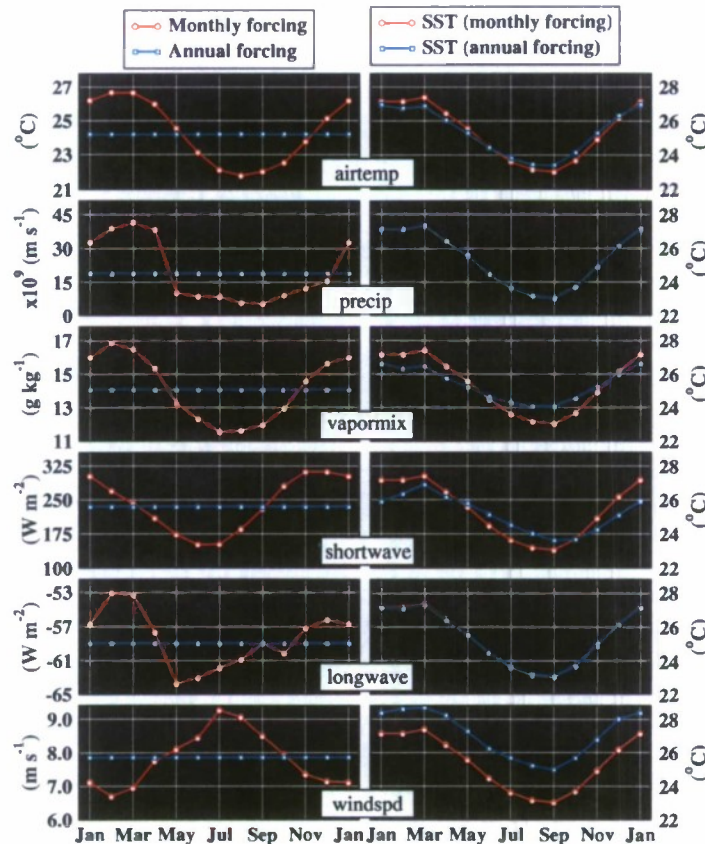 Monthly forcing
Annual forcing
SST (monthly forcing)
SST (annual forcing)
27
25
23
21
(°C)
airtemp
28
26
24
22
(°C)
45
30
15
0
x10⁹ (m s⁻¹)
precip
28
26
24
22
(°C)
17
15
13
11
(g kg⁻¹)
vapormix
28
26
24
22
(°C)
325
250
175
100
(W m⁻²)
shortwave
28
26
24
22
(°C)
-53
-57
-61
-65
(W m⁻²)
longwave
28
26
24
22
(°C)
9.0
8.0
7.0
6.0
(m s⁻¹)
windspd
28
26
24
22
(°C)
Jan Mar May Jul Sep Nov Jan Mar May Jul Sep Nov Jan